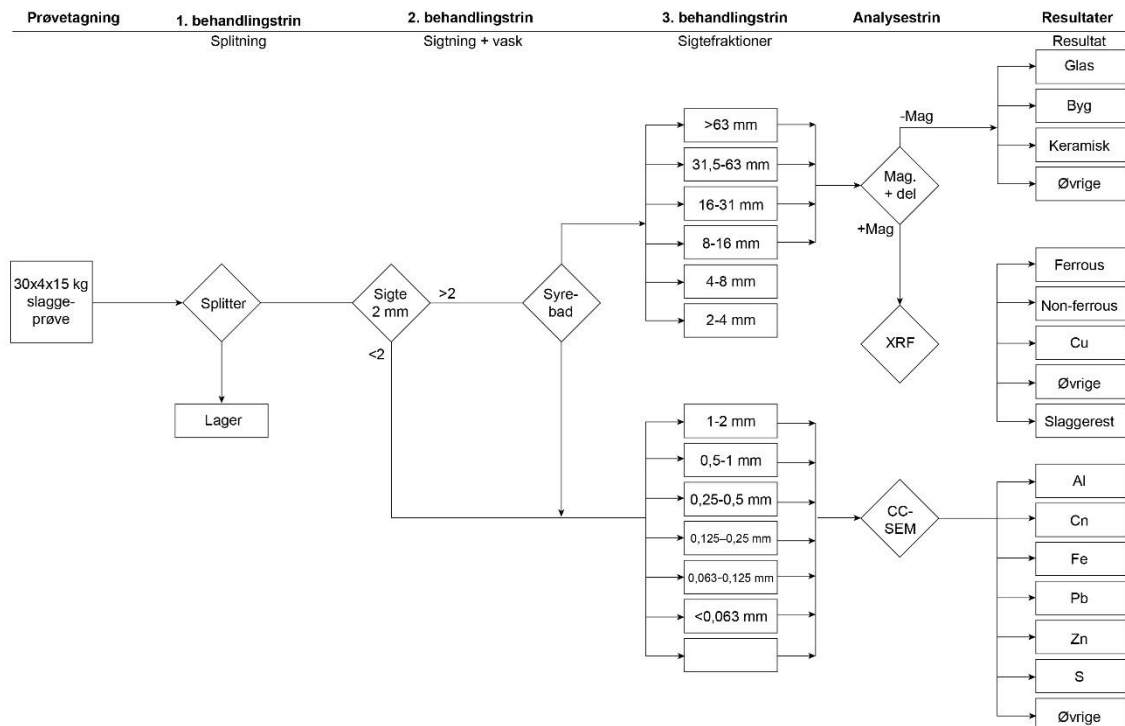 Prøvetagning
1. behandlingstrin
2. behandlingstrin
3. behandlingstrin
Analysestrin
Resultater
Splitning
Sigtning + vask
Sigtefraktioner
Resultat
30x4x15 kg
slagge-
prøve
Splitter
Lager
Sigte
2 mm
>2
<2
Syre-
bad
>63 mm
31,5-63 mm
16-31 mm
8-16 mm
4-8 mm
2-4 mm
1-2 mm
0,5-1 mm
0,25-0,5 mm
0,125–0,25 mm
0,063-0,125 mm
<0,063 mm
-Mag
Mag.
+ del
+Mag
XRF
CC-
SEM
Glas
Byg
Keramisk
Øvrige
Ferrous
Non-ferrous
Cu
Øvrige
Slaggerest
Al
Cn
Fe
Pb
Zn
S
Øvrige